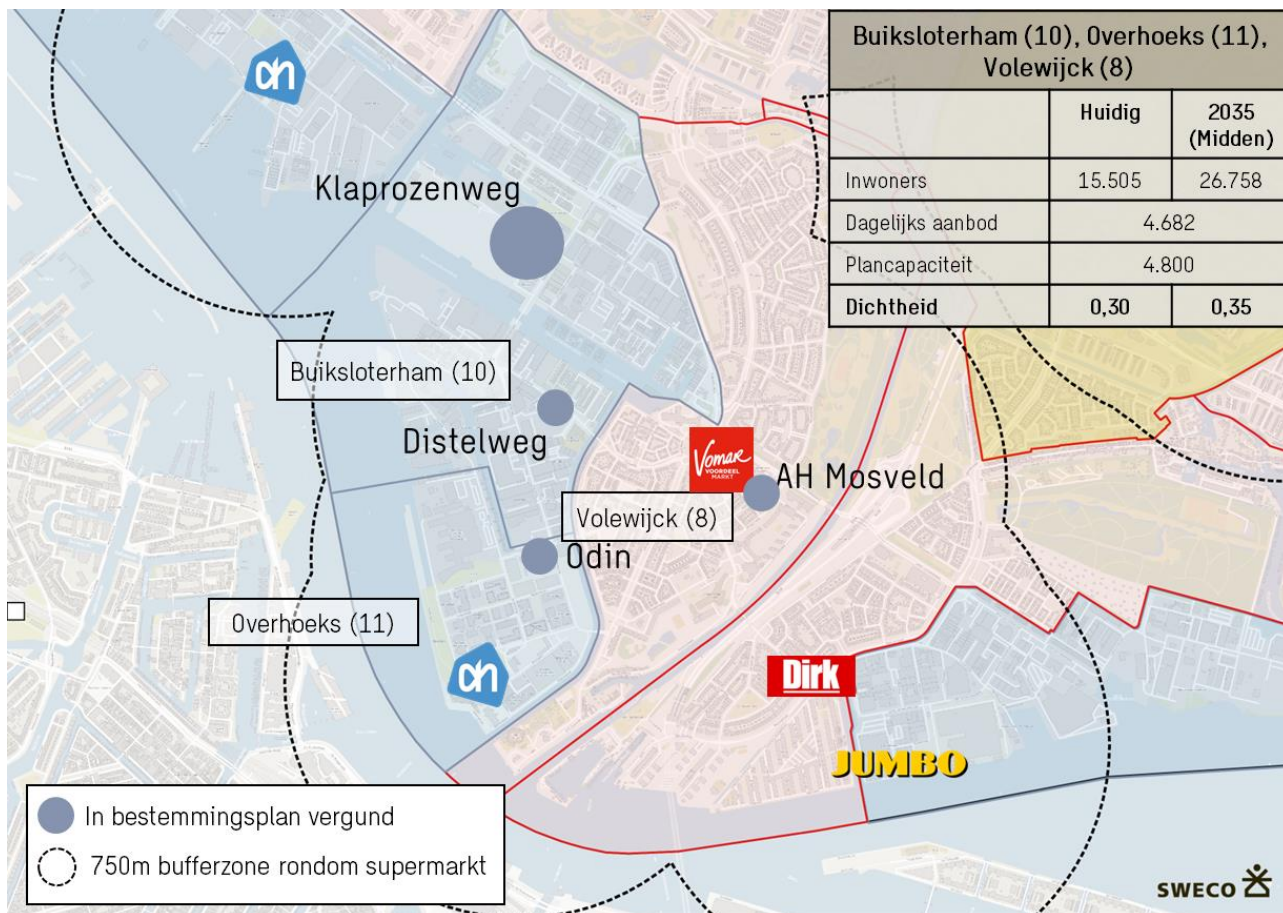 Buiksloterham (10), Overhoeks (11),
Volewijck (8)
Huidig 2035
(Midden)
Inwoners 15.505 26.758
Dagelijks aanbod 4.682
Plancapaciteit 4.800
Dichtheid 0,30 0,35
ah
Klaprozenweg
Buiksloterham (10)
Distelweg
Vomar
VOORDEEL
MARKT
AH Mosveld
Volewijck (8)
Odin
Overhoeks (11)
ah
Dirk
JUMBO
In bestemmingsplan vergund
750m bufferzone rondom supermarkt
SWECO